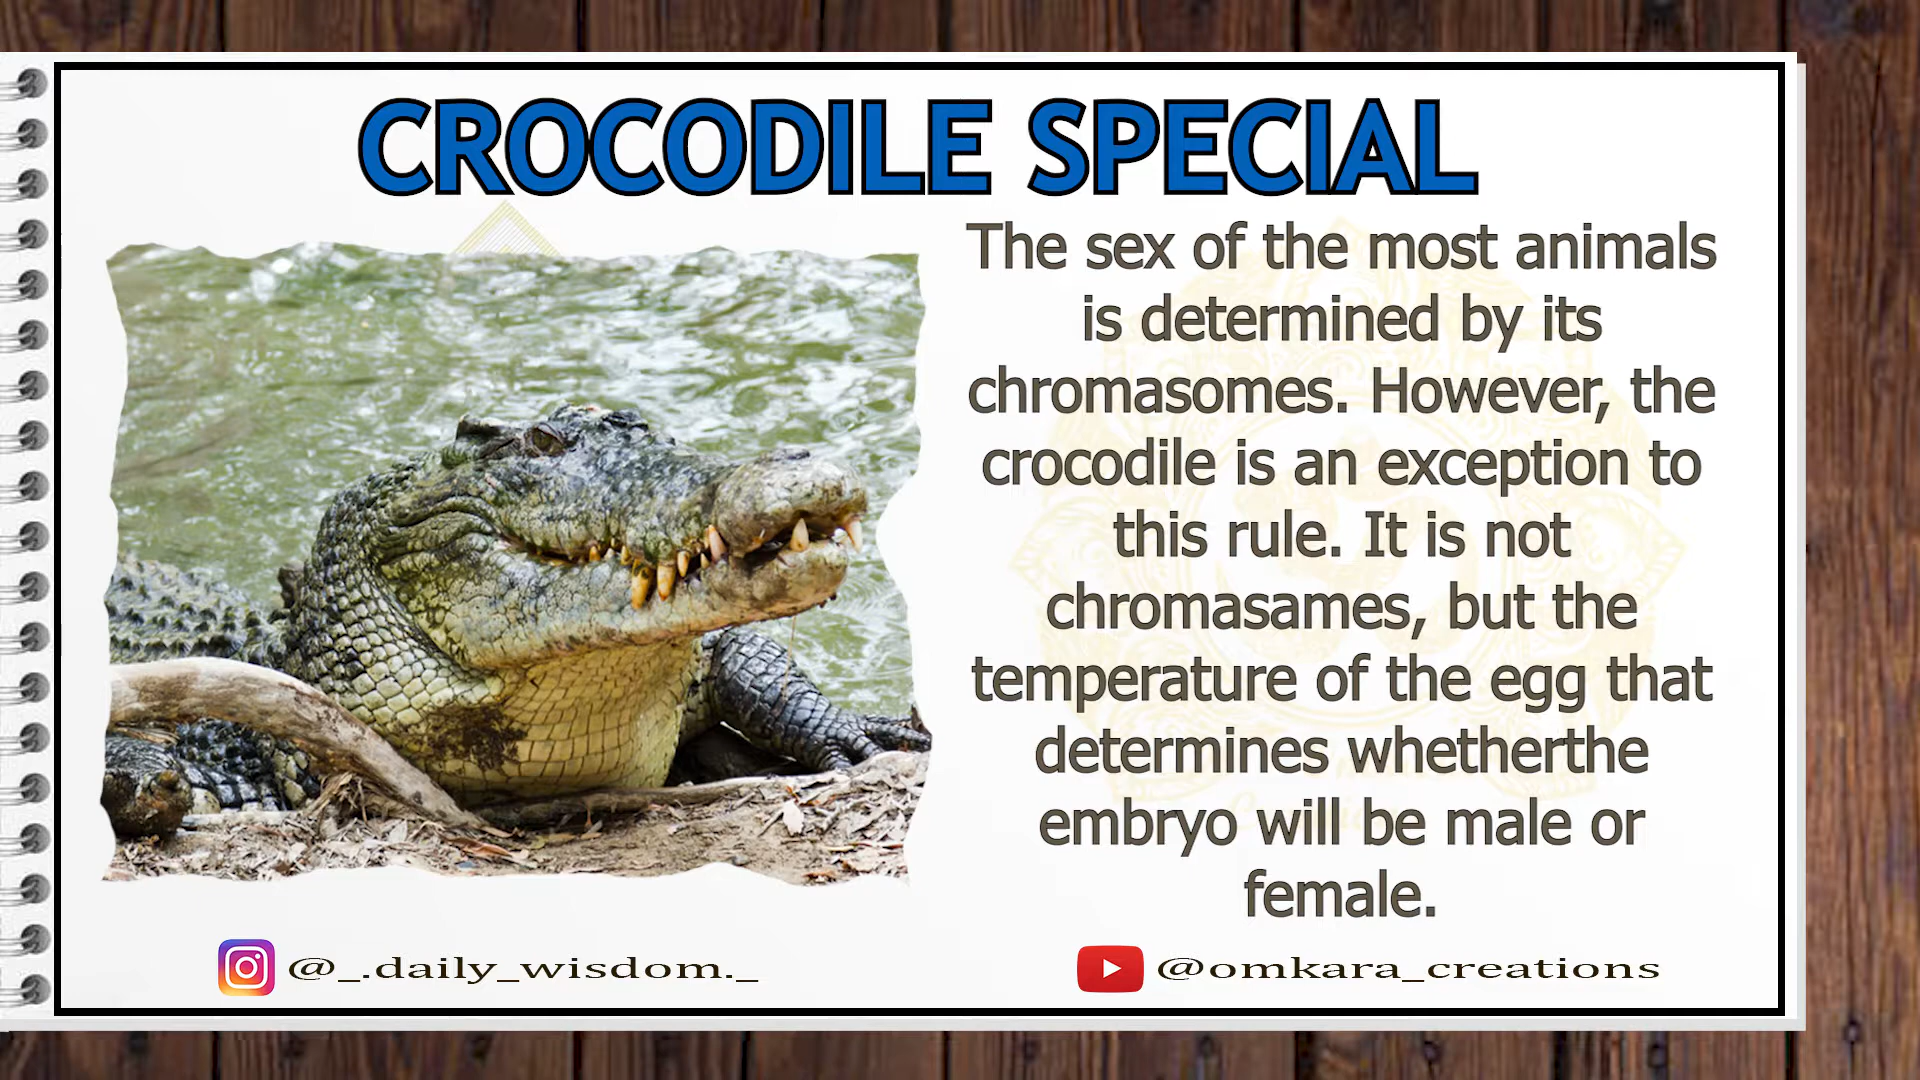 CROCODILE SPECIAL
The sex of the most animals
is determined by its
chromasomes. However, the
crocodile is an exception to
this rule. It is not
chromasames, but the
temperature of the egg that
determines whetherthe
embryo will be male or
female.
@_.daily_wisdom._
@omkara_creations